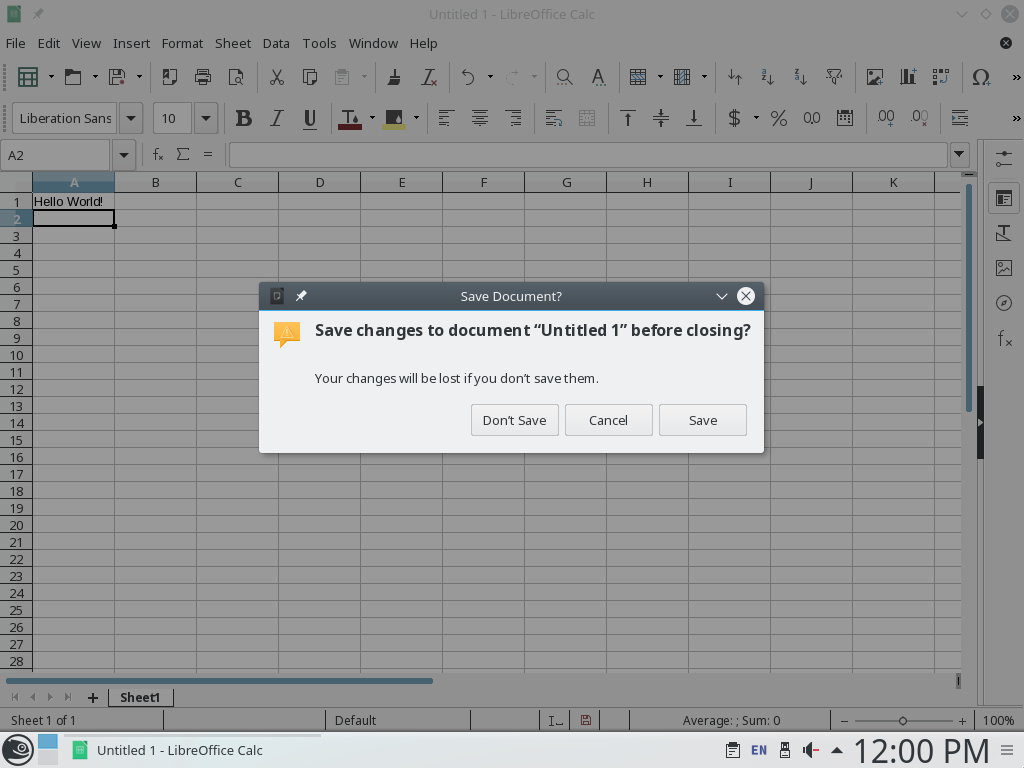 Untitled 1 - LibreOffice Calc
File Edit View Insert Format Sheet Data Tools Window Help
Liberation Sans 10
A2
A B C D E F G H I J K
1 Hello World!
2
3
4
5
6
7
8
9
10
11
12
13
14
15
16
17
18
19
20
21
22
23
24
25
26
27
28
Save Document?
Save changes to document “Untitled 1” before closing?
Your changes will be lost if you don’t save them.
Don’t Save Cancel Save
Sheet1
Sheet 1 of 1 Default Average: ; Sum: 0 100%
Untitled 1 - LibreOffice Calc EN 12:00 PM